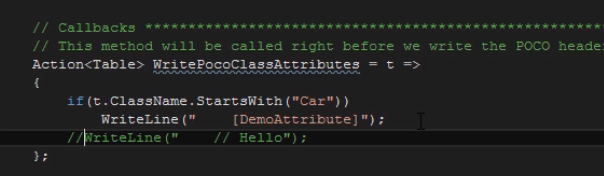 // Callbacks **********************************************************
// This method will be called right before we write the POCO header
Action<Table> WritePocoClassAttributes = t =>
{
if(t.ClassName.StartsWith("Car"))
WriteLine("    [DemoAttribute]");
//WriteLine("    // Hello");
};